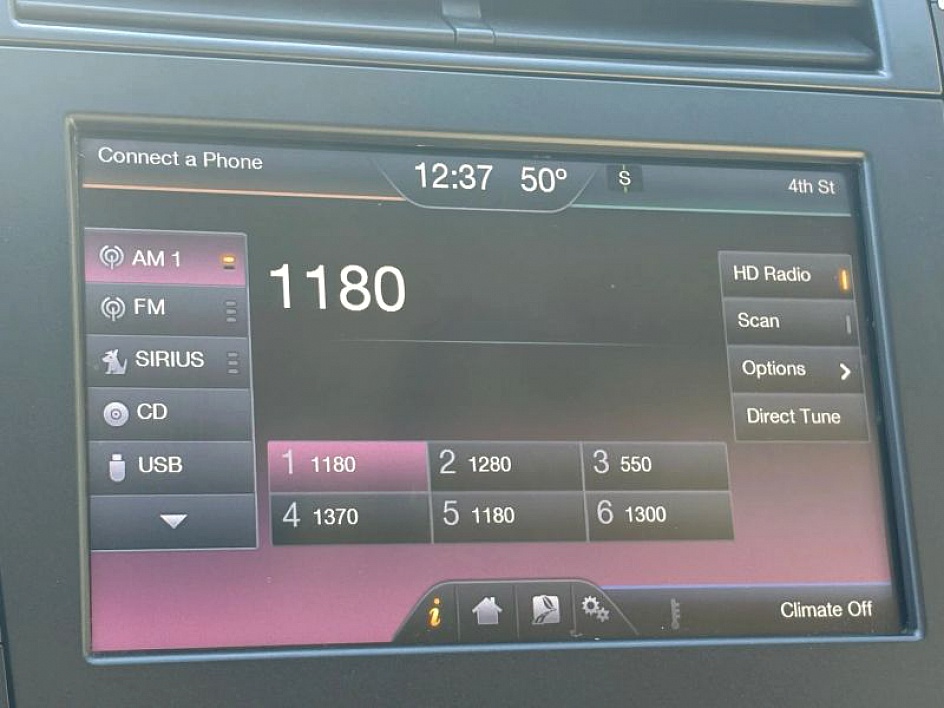 Connect a Phone
12:37 50°
S
4th St
AM 1
FM
SIRIUS
CD
USB
1180
HD Radio
Scan
Options
Direct Tune
1 1180
2 1280
3 550
4 1370
5 1180
6 1300
i
Climate Off